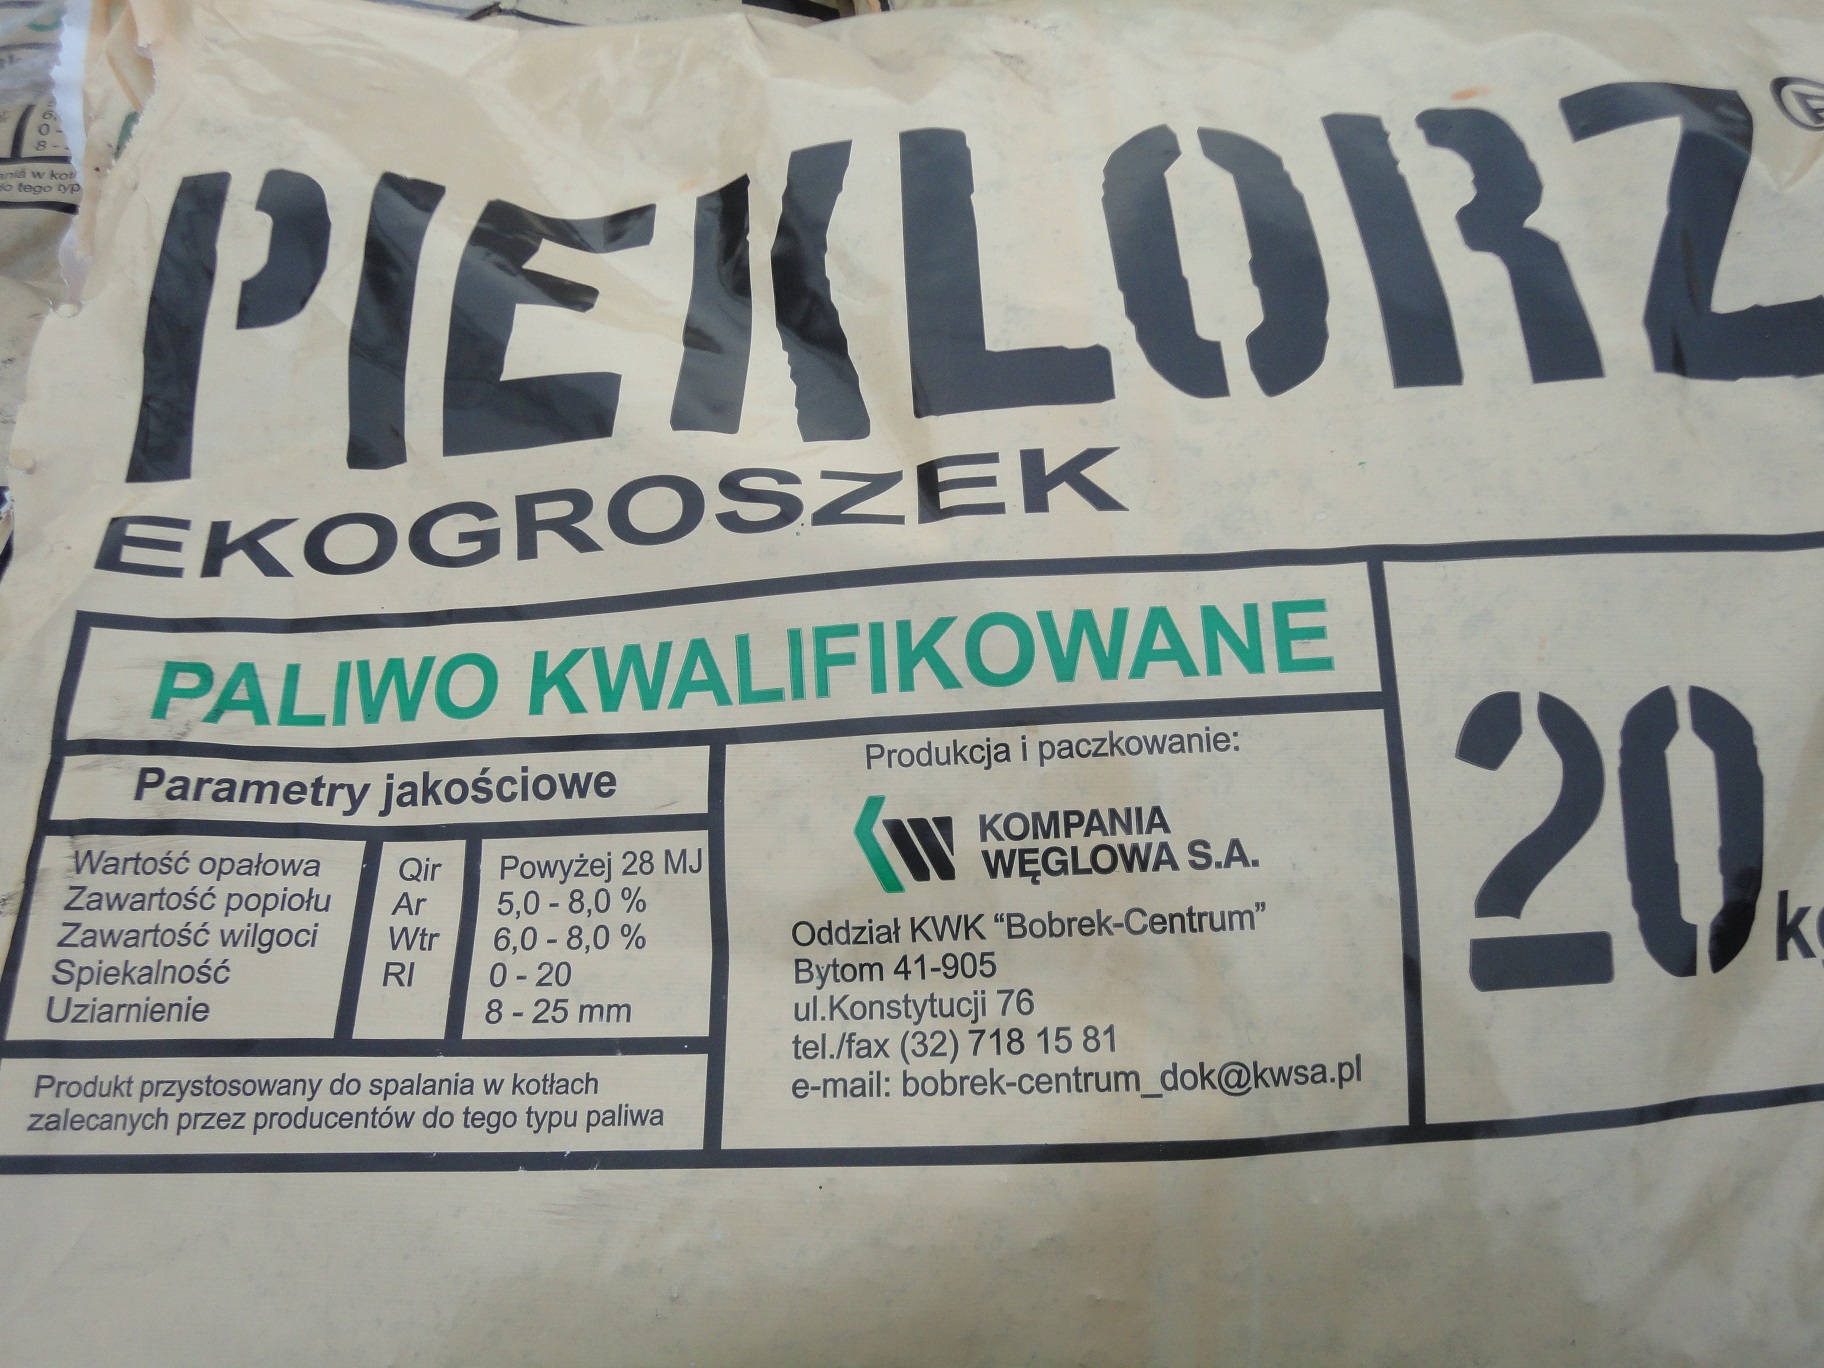 PIEKLORZ
EKOGROSZEK
PALIWO KWALIFIKOWANE
Parametry jakościowe
Wartość opałowa Qir Powyżej 28 MJ
Zawartość popiołu Ar 5,0 - 8,0 %
Zawartość wilgoci Wtr 6,0 - 8,0 %
Spiekalność RI 0 - 20
Uziarnienie 8 - 25 mm
Produkt przystosowany do spalania w kotłach
zalecanych przez producentów do tego typu paliwa
Produkcja i paczkowanie:
KOMPANIA
WĘGLOWA S.A.
Oddział KWK “Bobrek-Centrum”
Bytom 41-905
ul.Konstytucji 76
tel./fax (32) 718 15 81
e-mail: bobrek-centrum_dok@kwsa.pl
20 kg